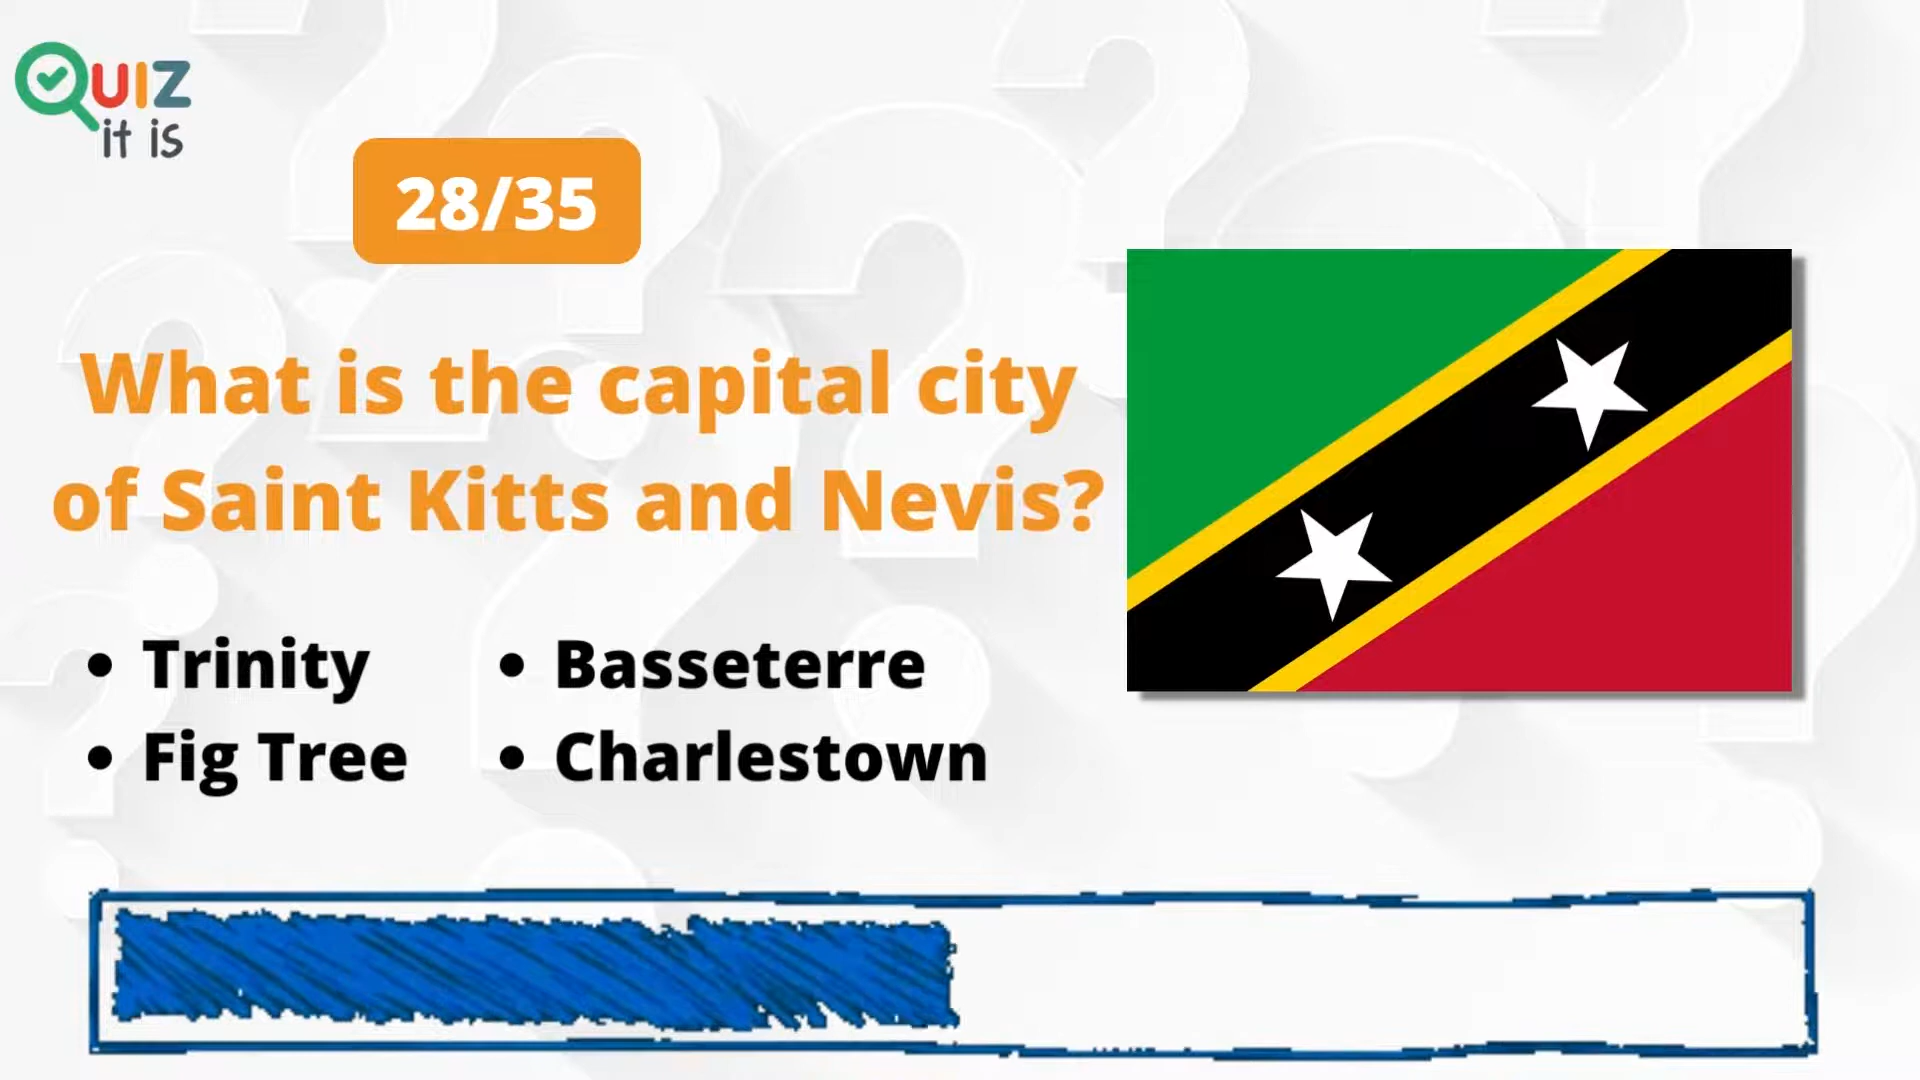 QUIZ
it is
28/35
What is the capital city
of Saint Kitts and Nevis?
• Trinity
• Fig Tree
• Basseterre
• Charlestown